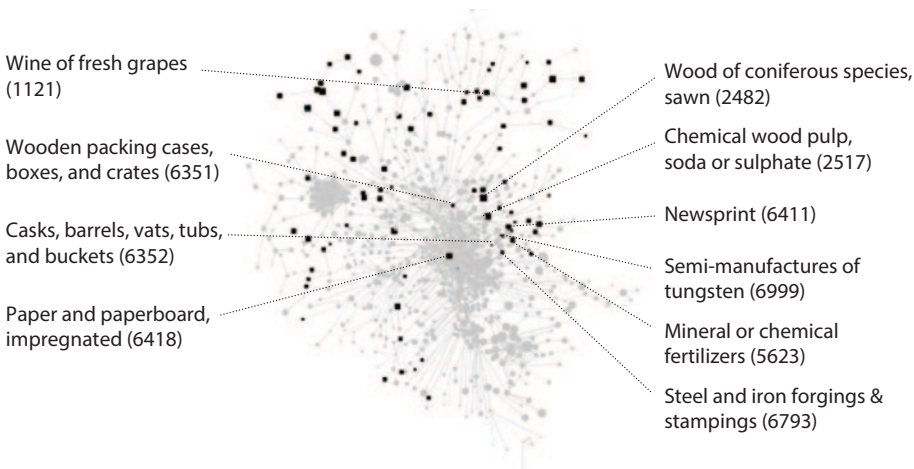 Wine of fresh grapes
(1121)
Wooden packing cases,
boxes, and crates (6351)
Casks, barrels, vats, tubs,
and buckets (6352)
Paper and paperboard,
impregnated (6418)
Wood of coniferous species,
sawn (2482)
Chemical wood pulp,
soda or sulphate (2517)
Newsprint (6411)
Semi-manufactures of
tungsten (6999)
Mineral or chemical
fertilizers (5623)
Steel and iron forgings &
stampings (6793)